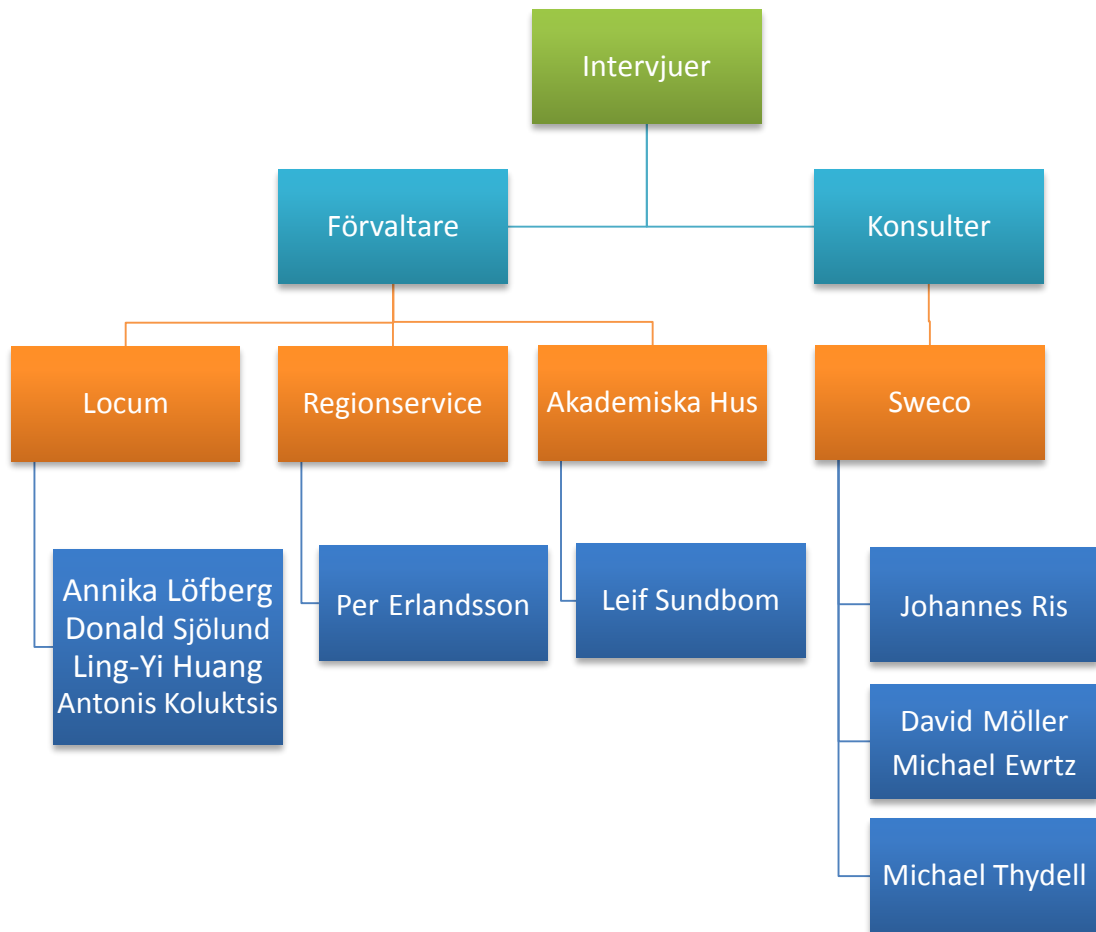 Intervjuer
Förvaltare
Konsulter
Locum
Regionservice
Akademiska Hus
Sweco
Annika Löfberg
Donald Sjölund
Ling-Yi Huang
Antonis Koluktsis
Per Erlandsson
Leif Sundbom
Johannes Ris
David Möller
Michael Ewrtz
Michael Thydell